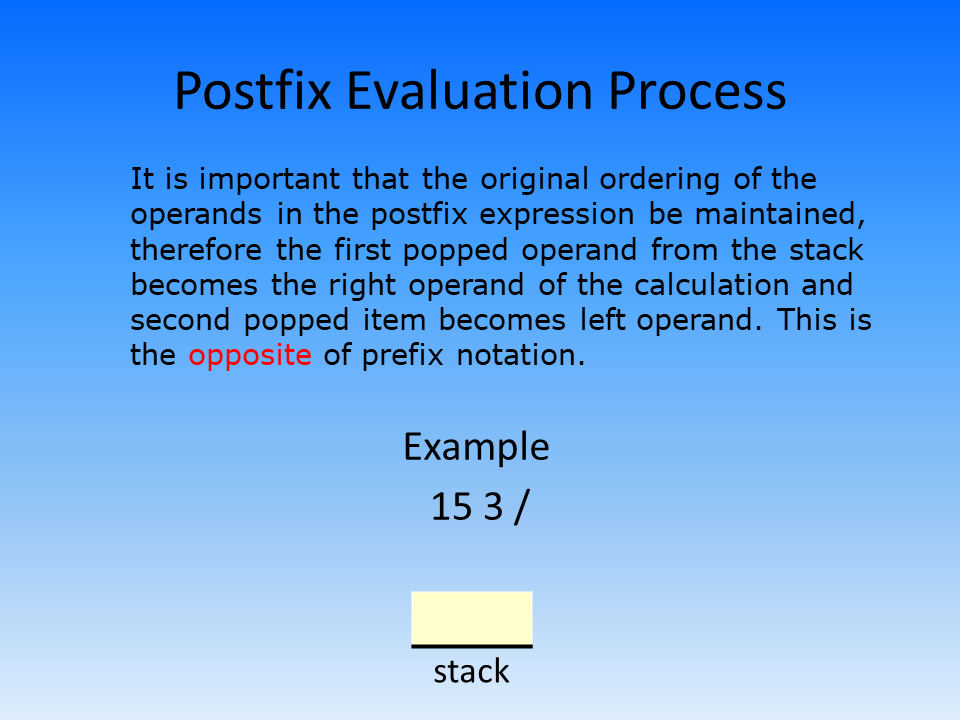 Postfix Evaluation Process
It is important that the original ordering of the
operands in the postfix expression be maintained,
therefore the first popped operand from the stack
becomes the right operand of the calculation and
second popped item becomes left operand. This is
the opposite of prefix notation.
Example
15 3 /
stack